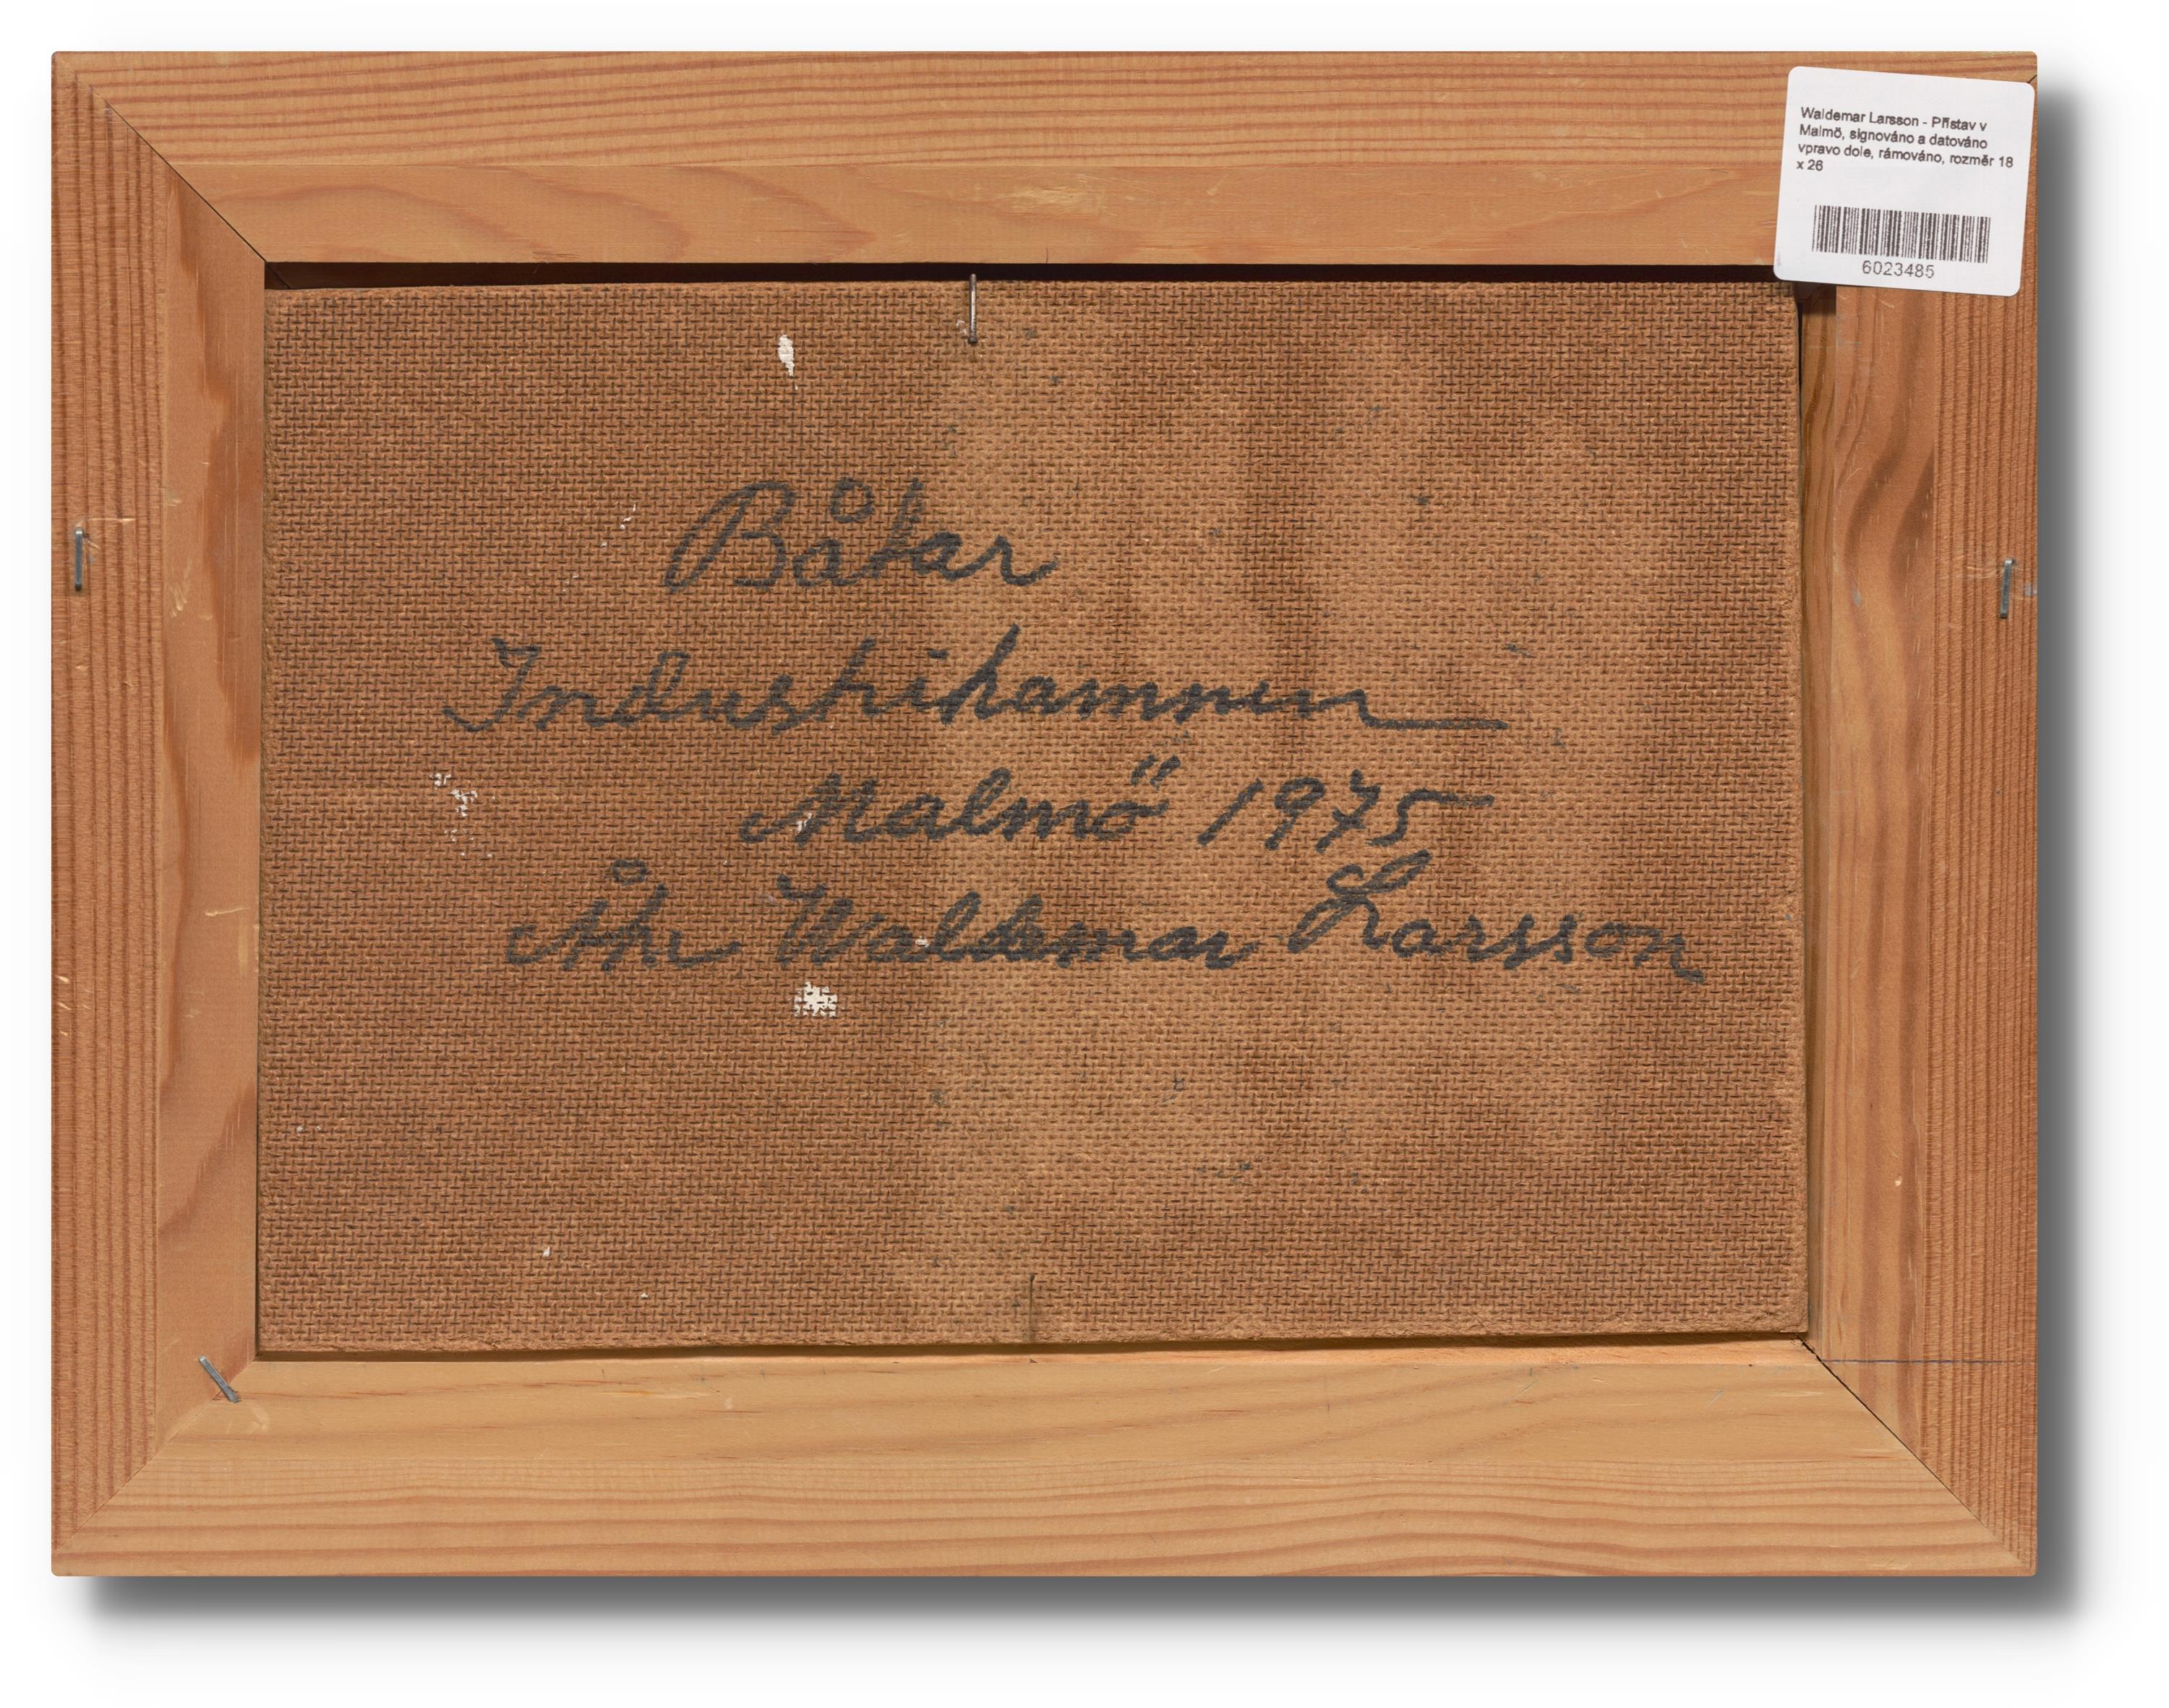 Waldemar Larsson - Přístav v
Malmö, signováno a datováno
vpravo dole, rámováno, rozměr 18
x 26
6023485
Båtar
Industrihamnen
Malmö 1975
Åke Waldemar Larsson